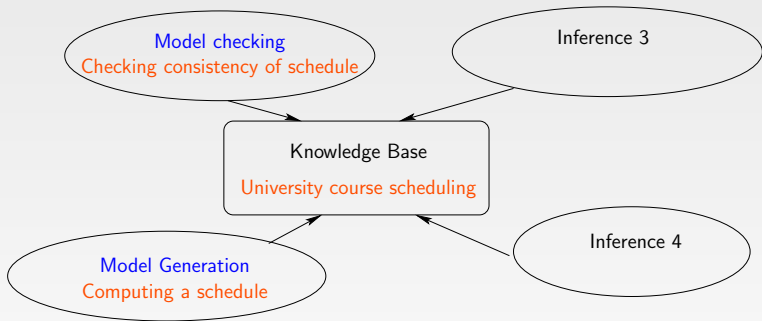 Model checking
Checking consistency of schedule
Inference 3
Knowledge Base
University course scheduling
Model Generation
Computing a schedule
Inference 4